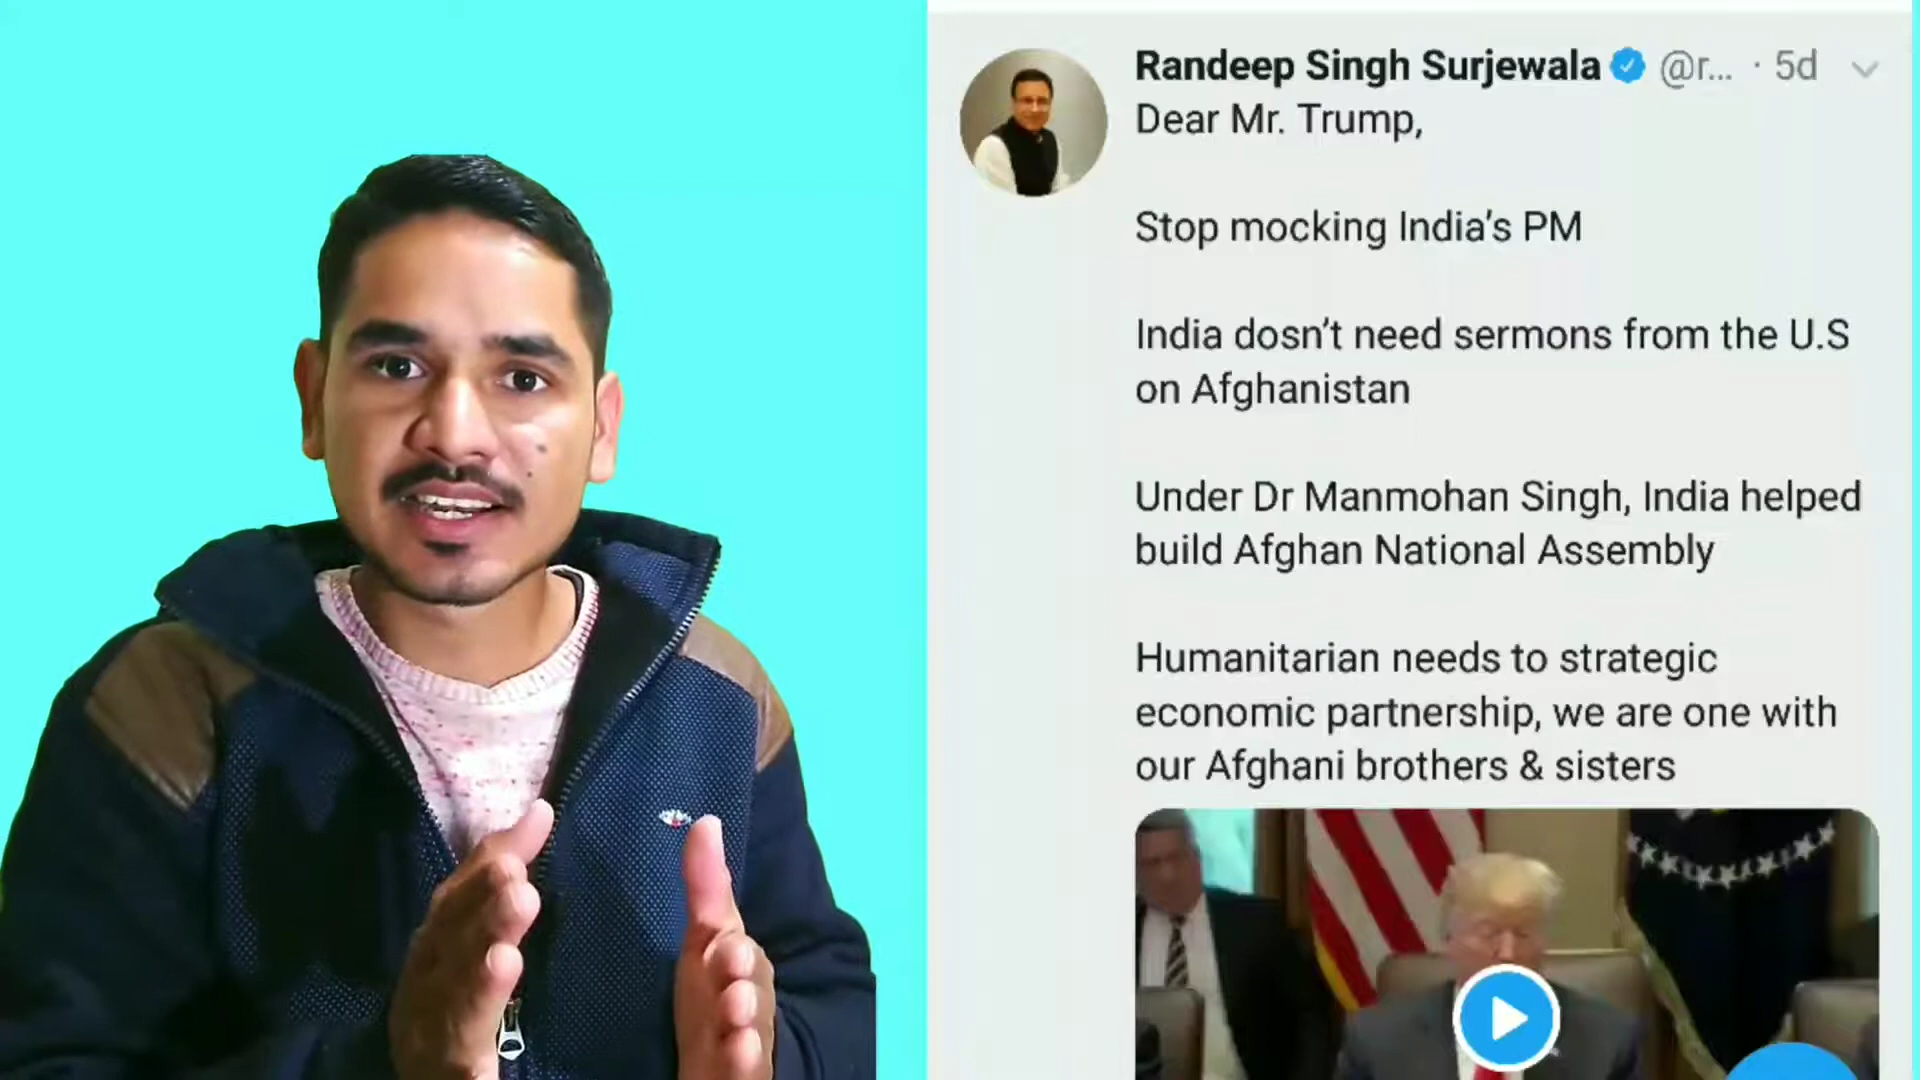 Randeep Singh Surjewala @r... · 5d
Dear Mr. Trump,
Stop mocking India’s PM
India dosn’t need sermons from the U.S
on Afghanistan
Under Dr Manmohan Singh, India helped
build Afghan National Assembly
Humanitarian needs to strategic
economic partnership, we are one with
our Afghani brothers & sisters